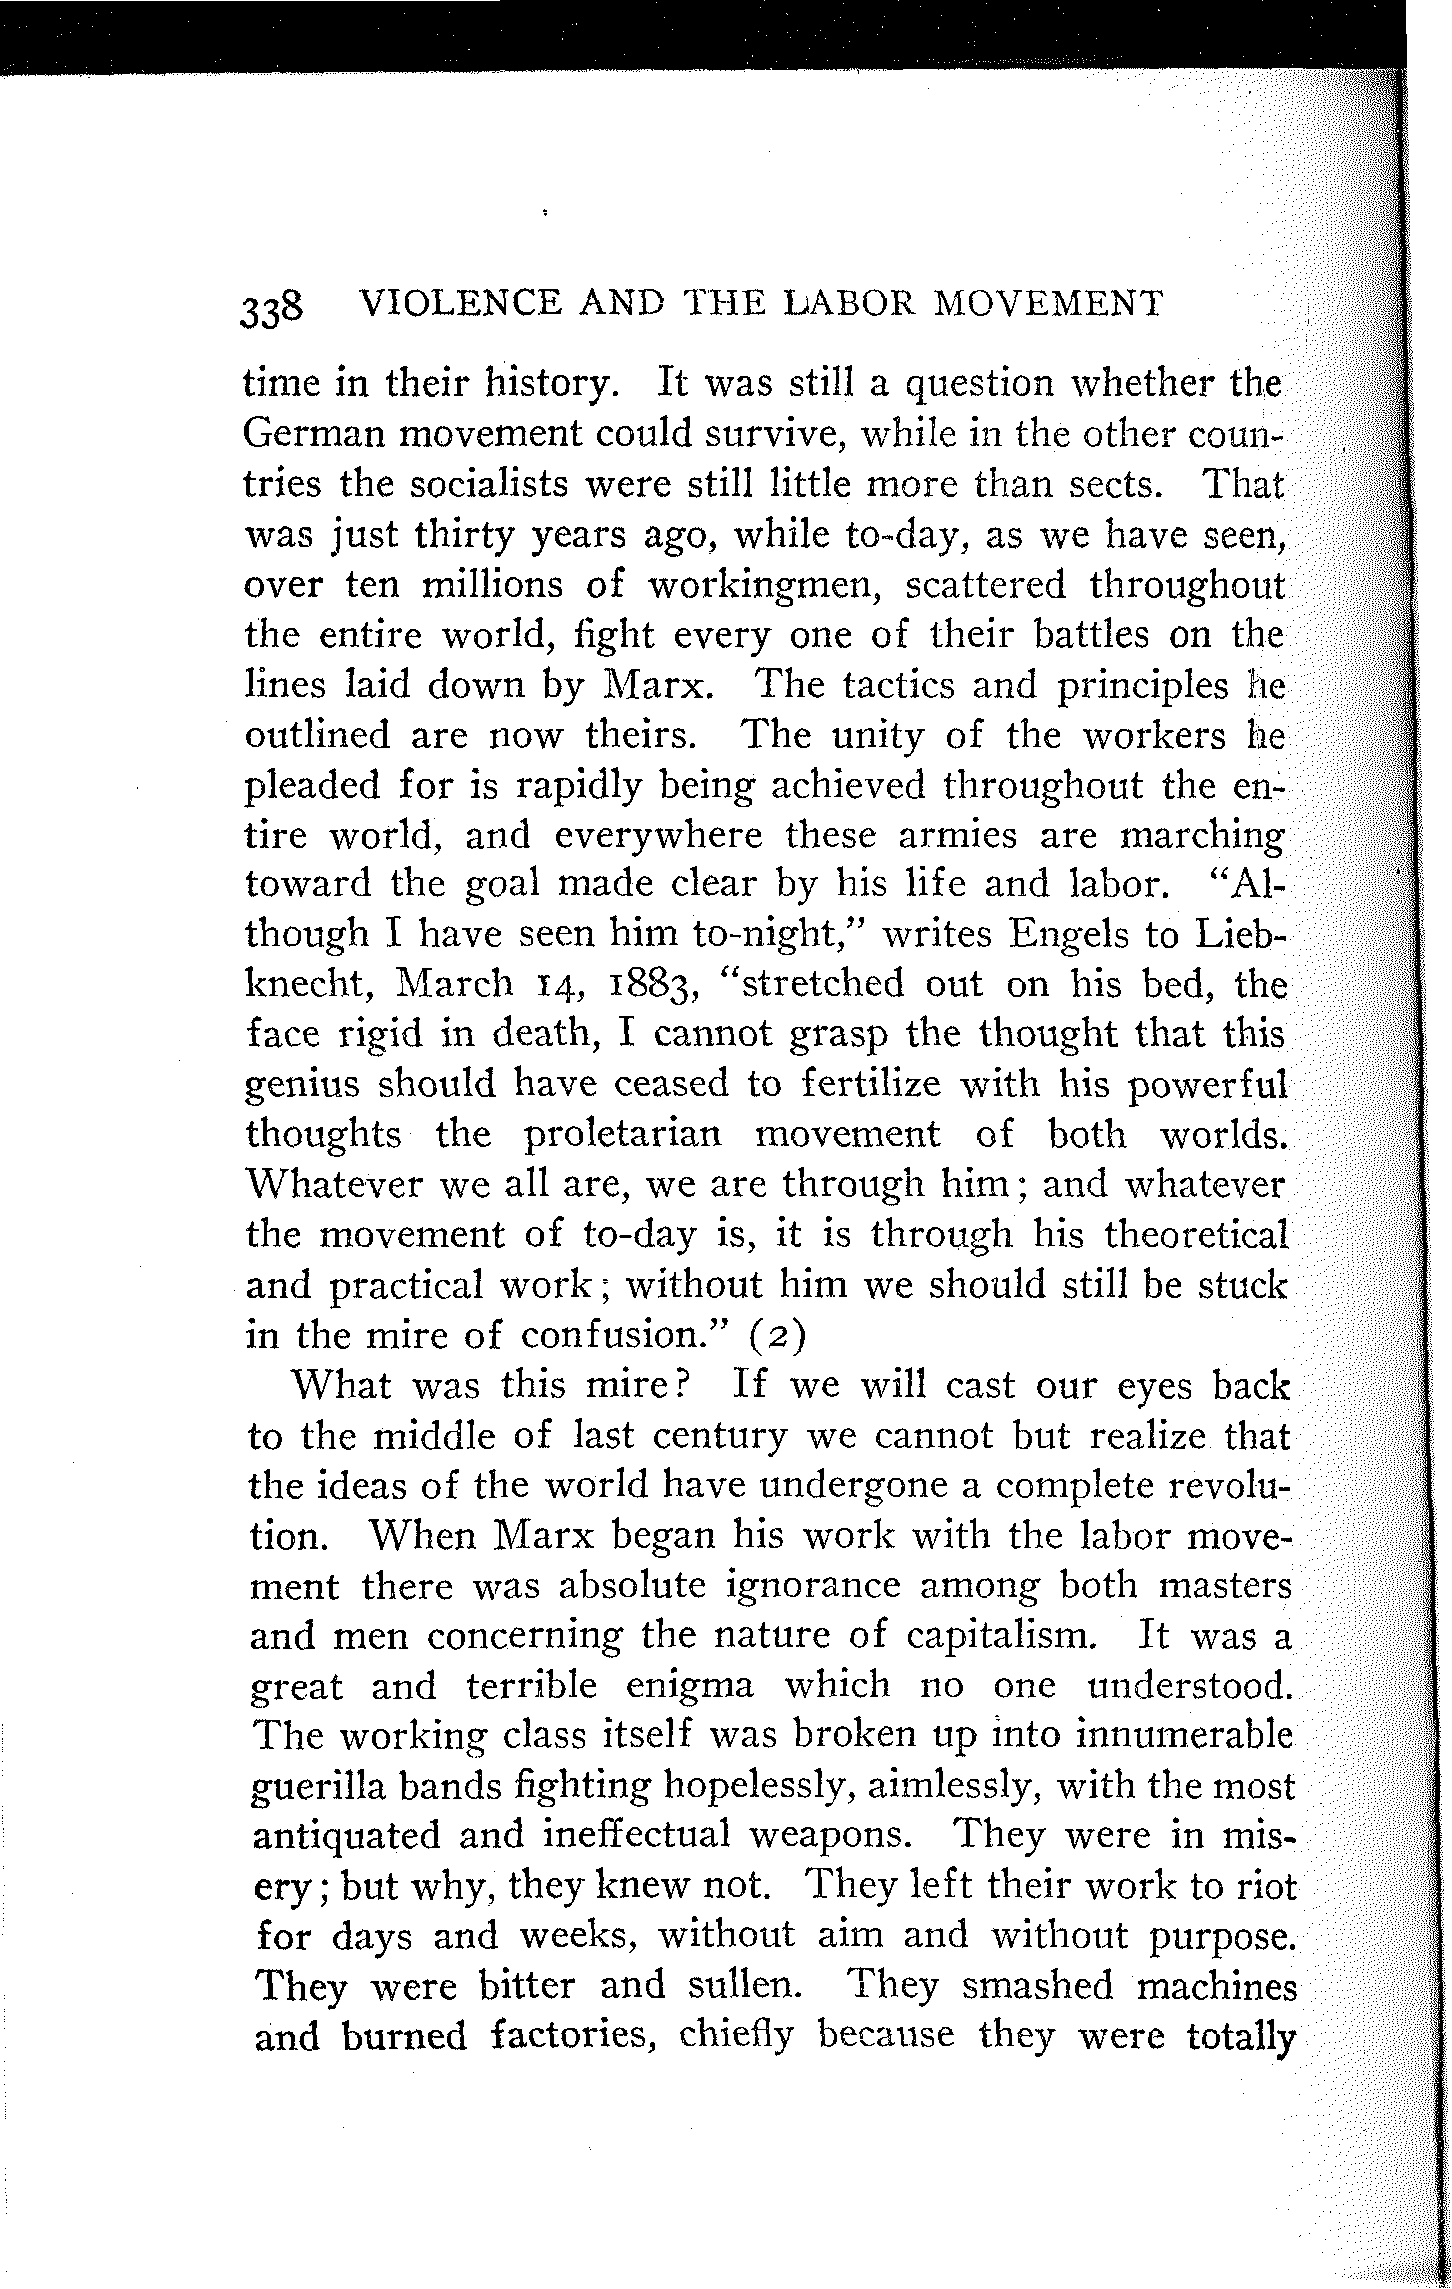 338 VIOLENCE AND THE LABOR MOVEMENT
time in their history. It was still a question whether the
German movement could survive, while in the other coun-
tries the socialists were still little more than sects. That
was just thirty years ago, while to-day, as we have seen,
over ten millions of workingmen, scattered throughout
the entire world, fight every one of their battles on the
lines laid down by Marx. The tactics and principles he
outlined are now theirs. The unity of the workers he
pleaded for is rapidly being achieved throughout the en-
tire world, and everywhere these armies are marching
toward the goal made clear by his life and labor. “Al-
though I have seen him to-night,” writes Engels to Lieb-
knecht, March 14, 1883, “stretched out on his bed, the
face rigid in death, I cannot grasp the thought that this
genius should have ceased to fertilize with his powerful
thoughts the proletarian movement of both worlds.
Whatever we all are, we are through him; and whatever
the movement of to-day is, it is through his theoretical
and practical work; without him we should still be stuck
in the mire of confusion.” (2)
What was this mire? If we will cast our eyes back
to the middle of last century we cannot but realize that
the ideas of the world have undergone a complete revolu-
tion. When Marx began his work with the labor move-
ment there was absolute ignorance among both masters
and men concerning the nature of capitalism. It was a
great and terrible enigma which no one understood.
The working class itself was broken up into innumerable
guerilla bands fighting hopelessly, aimlessly, with the most
antiquated and ineffectual weapons. They were in mis-
ery; but why, they knew not. They left their work to riot
for days and weeks, without aim and without purpose.
They were bitter and sullen. They smashed machines
and burned factories, chiefly because they were totally